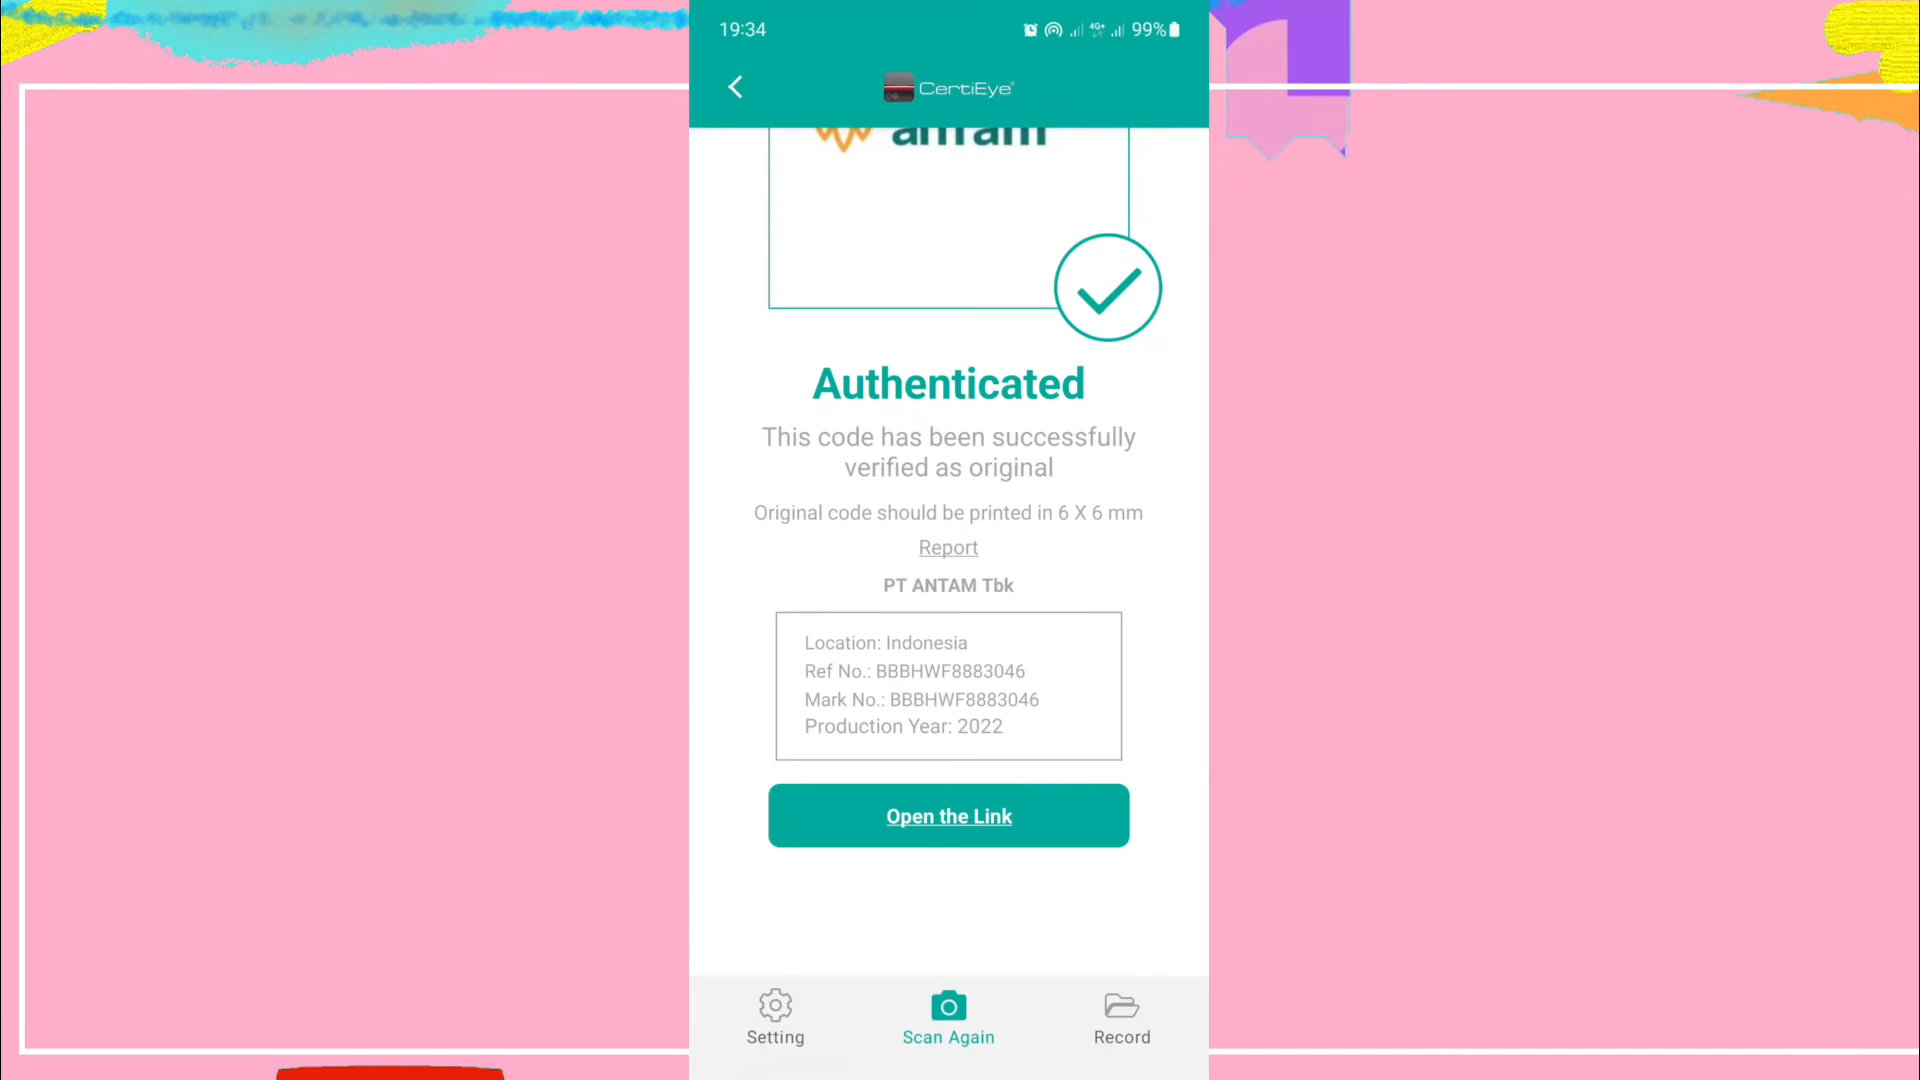 19:34
4G+
99%
CertiEye
antam
Authenticated
This code has been successfully
verified as original
Original code should be printed in 6 X 6 mm
Report
PT ANTAM Tbk
Location: Indonesia
Ref No.: BBBHWF8883046
Mark No.: BBBHWF8883046
Production Year: 2022
Open the Link
Setting
Scan Again
Record